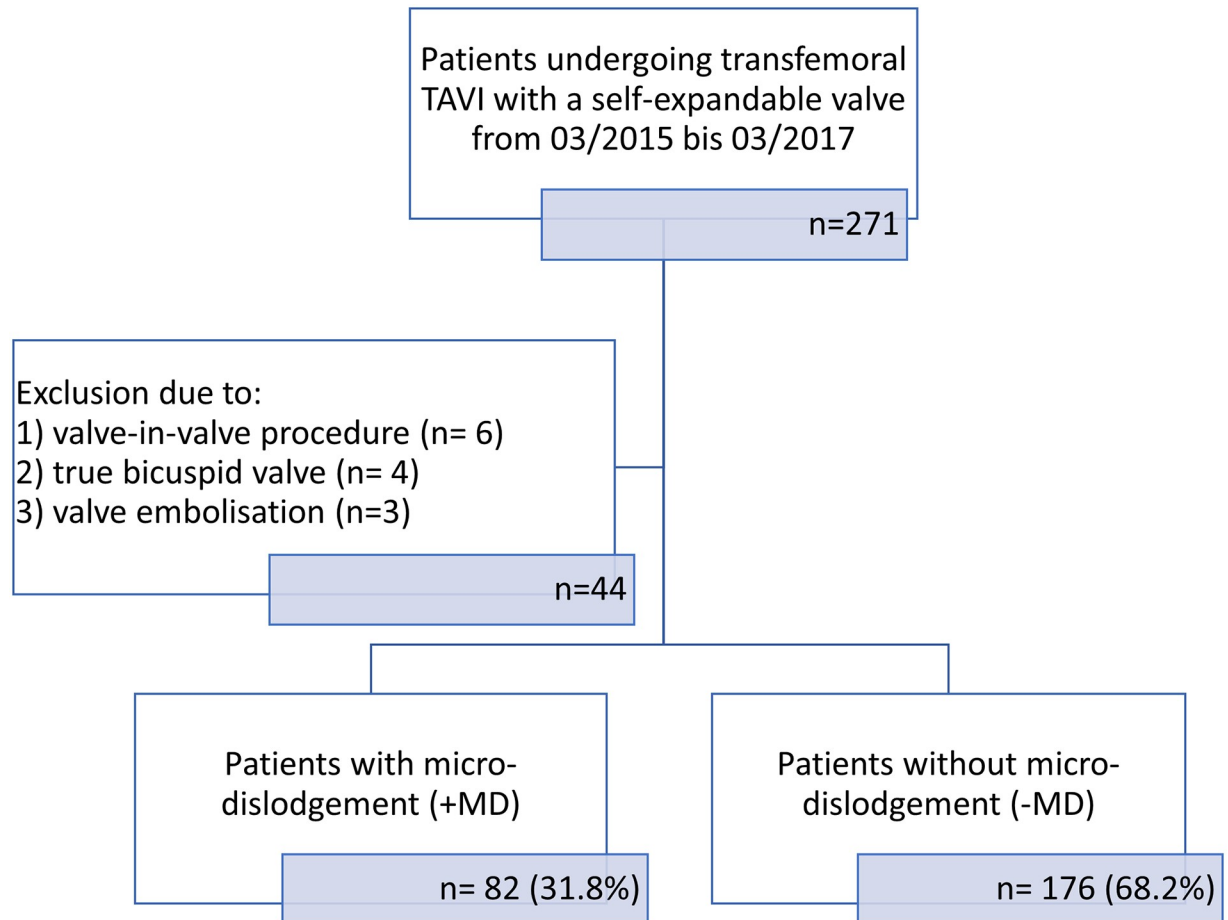 Patients undergoing transfemoral
TAVI with a self-expandable valve
from 03/2015 bis 03/2017
n=271
Exclusion due to:
1) valve-in-valve procedure (n= 6)
2) true bicuspid valve (n= 4)
3) valve embolisation (n=3)
n=44
Patients with micro-
dislodgement (+MD)
n= 82 (31.8%)
Patients without micro-
dislodgement (-MD)
n= 176 (68.2%)